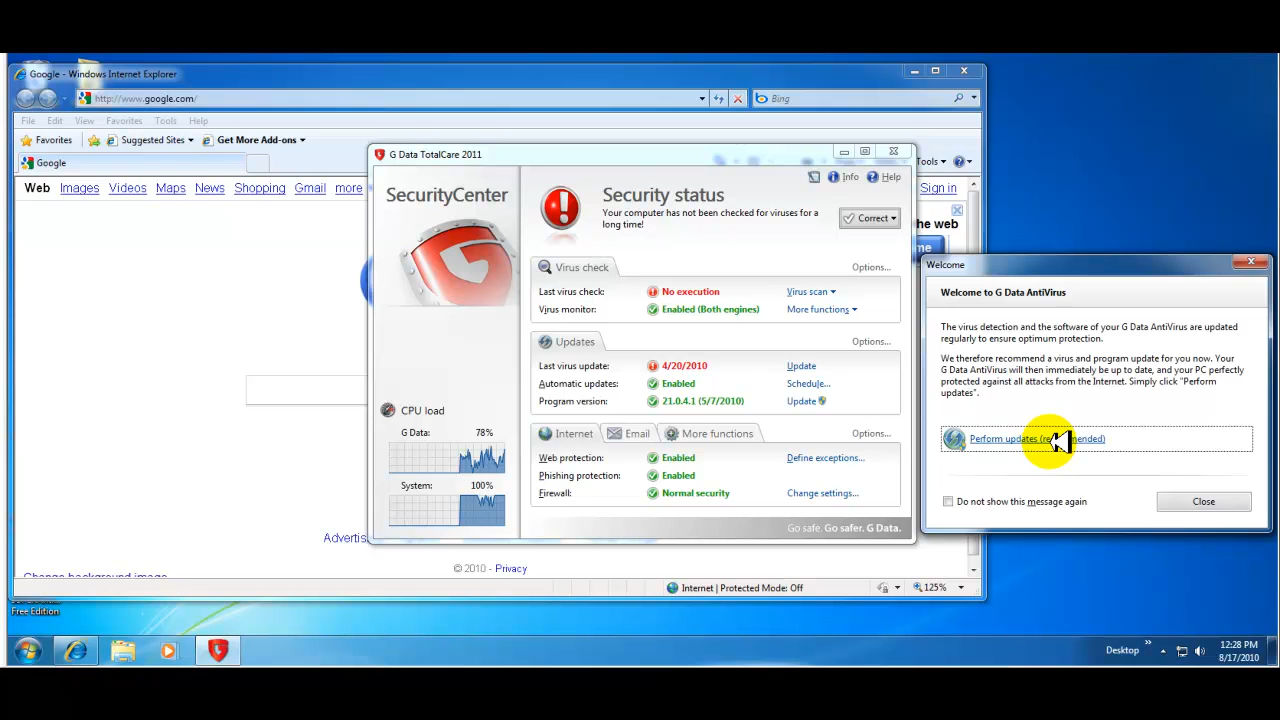 Google - Windows Internet Explorer
http://www.google.com/
Bing
File Edit View Favorites Tools Help
Favorites Suggested Sites Get More Add-ons
Google
Tools
Web Images Videos Maps News Shopping Gmail more
Sign in
the web
me
G Data TotalCare 2011
SecurityCenter
Info Help
Security status
Your computer has not been checked for viruses for a
long time!
Correct
Virus check Options...
Last virus check: No execution Virus scan
Virus monitor: Enabled (Both engines) More functions
Updates Options...
Last virus update: 4/20/2010 Update
Automatic updates: Enabled Schedule...
Program version: 21.0.4.1 (5/7/2010) Update
CPU load
G Data: 78%
System: 100%
Internet Email More functions Options...
Web protection: Enabled Define exceptions...
Phishing protection: Enabled
Firewall: Normal security Change settings...
Go safe. Go safer. G Data.
Welcome
Welcome to G Data AntiVirus
The virus detection and the software of your G Data AntiVirus are updated
regularly to ensure optimum protection.
We therefore recommend a virus and program update for you now. Your
G Data AntiVirus will then immediately be up to date, and your PC perfectly
protected against all attacks from the Internet. Simply click "Perform
updates".
Perform updates (re mended)
Do not show this message again
Close
Advertis
© 2010 - Privacy
Change background image
Internet | Protected Mode: Off
125%
Free Edition
Desktop
12:28 PM
8/17/2010